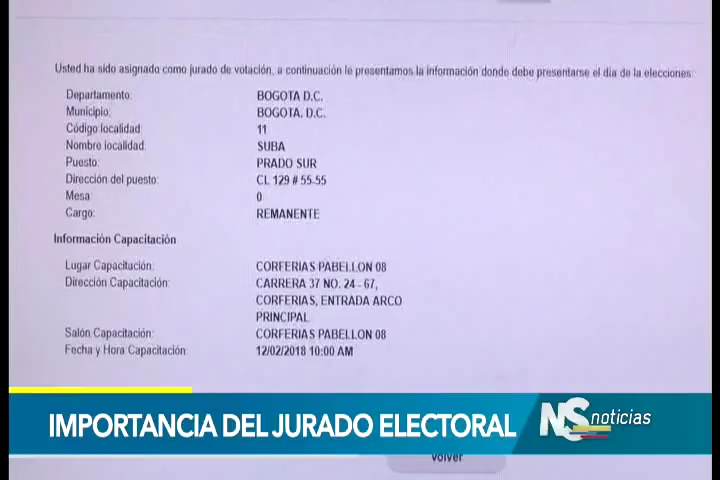 Usted ha sido asignado como jurado de votación, a continuación le presentamos la información donde debe presentarse el día de la elecciones:
Departamento: BOGOTA D.C.
Municipio: BOGOTA. D.C.
Código localidad: 11
Nombre localidad: SUBA
Puesto: PRADO SUR
Dirección del puesto: CL 129 # 55-55
Mesa: 0
Cargo: REMANENTE
Información Capacitación
Lugar Capacitación: CORFERIAS PABELLON 08
Dirección Capacitación: CARRERA 37 NO. 24 - 67,
CORFERIAS, ENTRADA ARCO
PRINCIPAL
Salón Capacitación: CORFERIAS PABELLON 08
Fecha y Hora Capacitación: 12/02/2018 10:00 AM
IMPORTANCIA DEL JURADO ELECTORAL
NS noticias
Volver